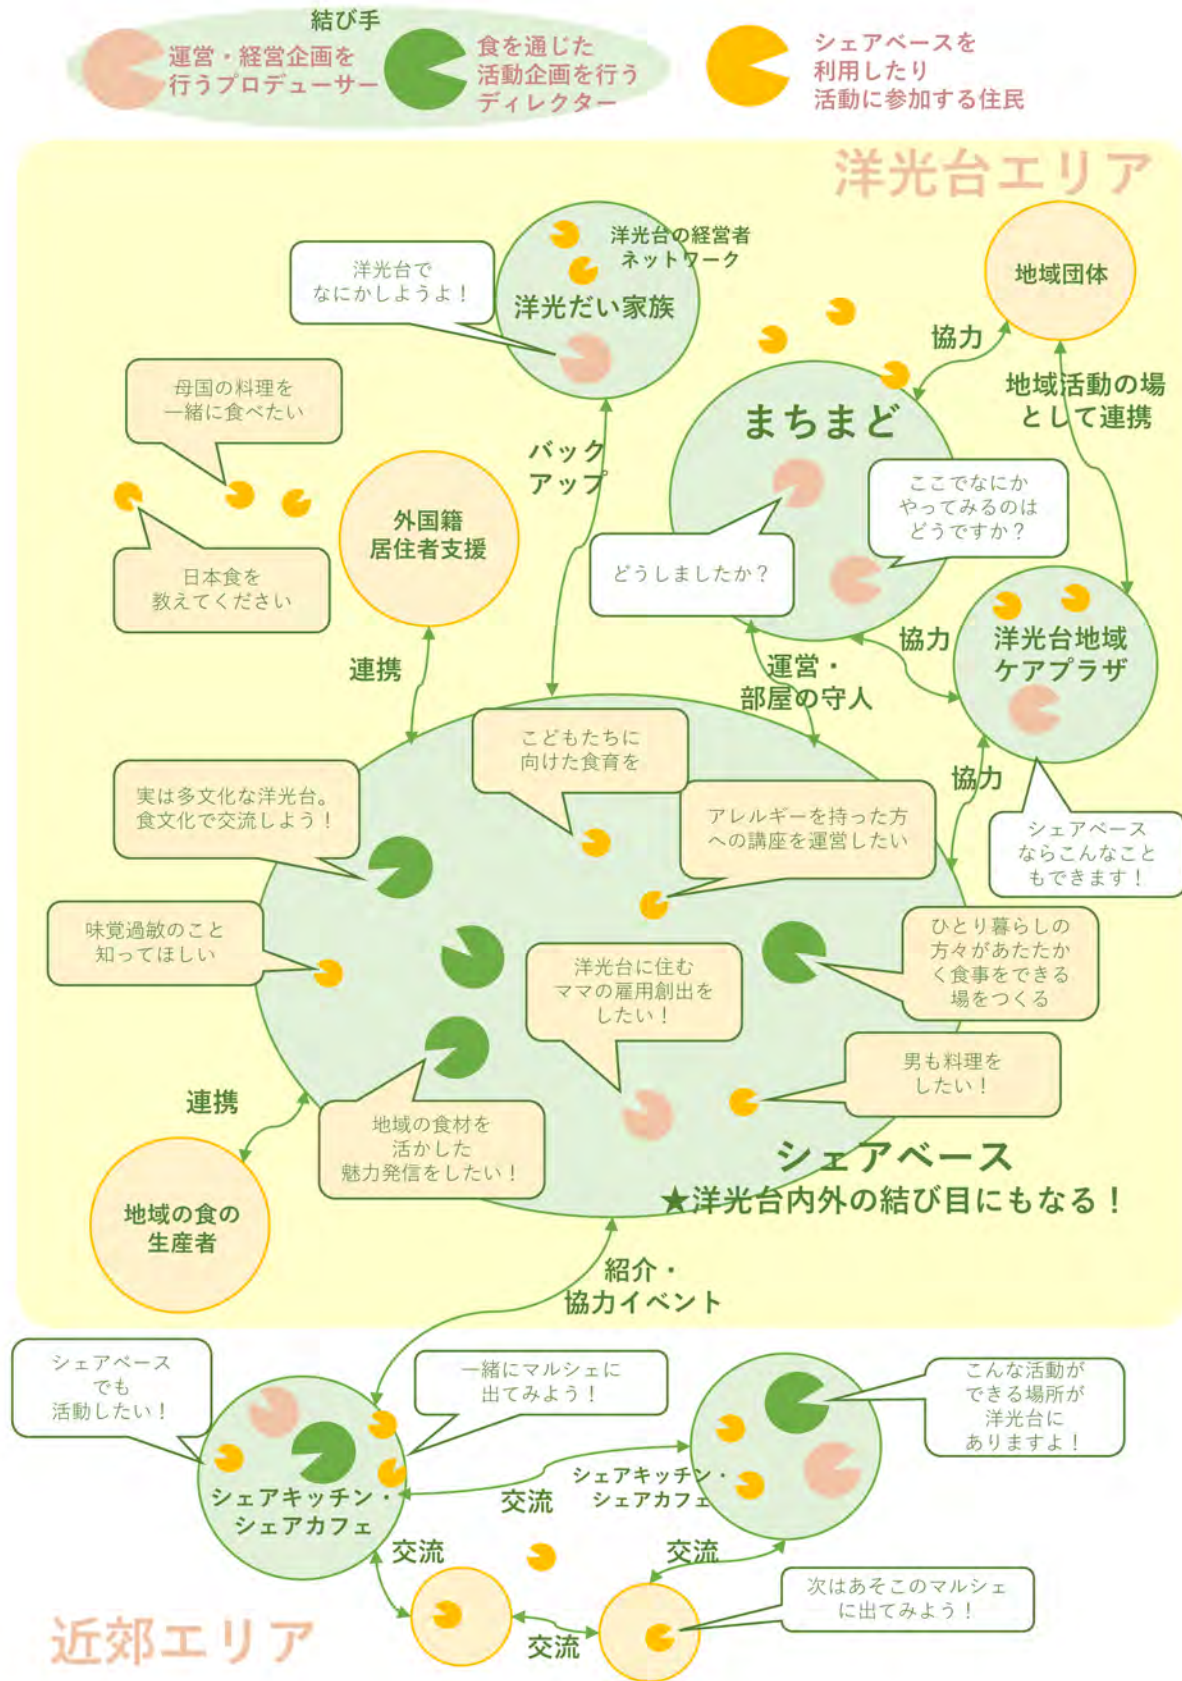 結び手
運営・経営企画を
行うプロデューサー
食を通じた
活動企画を行う
ディレクター
シェアベースを
利用したり
活動に参加する住民
洋光台エリア
洋光台の経営者
ネットワーク
洋光だい家族
洋光台で
なにかしようよ！
地域団体
協力
地域活動の場
として連携
母国の料理を
一緒に食べたい
まちまど
バック
アップ
ここでなにか
やってみるのは
どうですか？
外国籍
居住者支援
どうしましたか？
日本食を
教えてください
協力
洋光台地域
ケアプラザ
連携
運営・
部屋の守人
こどもたちに
向けた食育を
協力
実は多文化な洋光台。
食文化で交流しよう！
アレルギーを持った方
への講座を運営したい
シェアベース
ならこんなこと
もできます！
味覚過敏のこと
知ってほしい
ひとり暮らしの
方々があたたか
く食事をできる
場をつくる
洋光台に住む
ママの雇用創出を
したい！
男も料理を
したい！
連携
地域の食材を
活かした
魅力発信をしたい！
シェアベース
★洋光台内外の結び目にもなる！
地域の食の
生産者
紹介・
協力イベント
シェアベース
でも
活動したい！
一緒にマルシェに
出てみよう！
こんな活動が
できる場所が
洋光台に
ありますよ！
シェアキッチン・
シェアカフェ
シェアキッチン・
シェアカフェ
交流
交流
交流
次はあそこのマルシェ
に出てみよう！
交流
近郊エリア